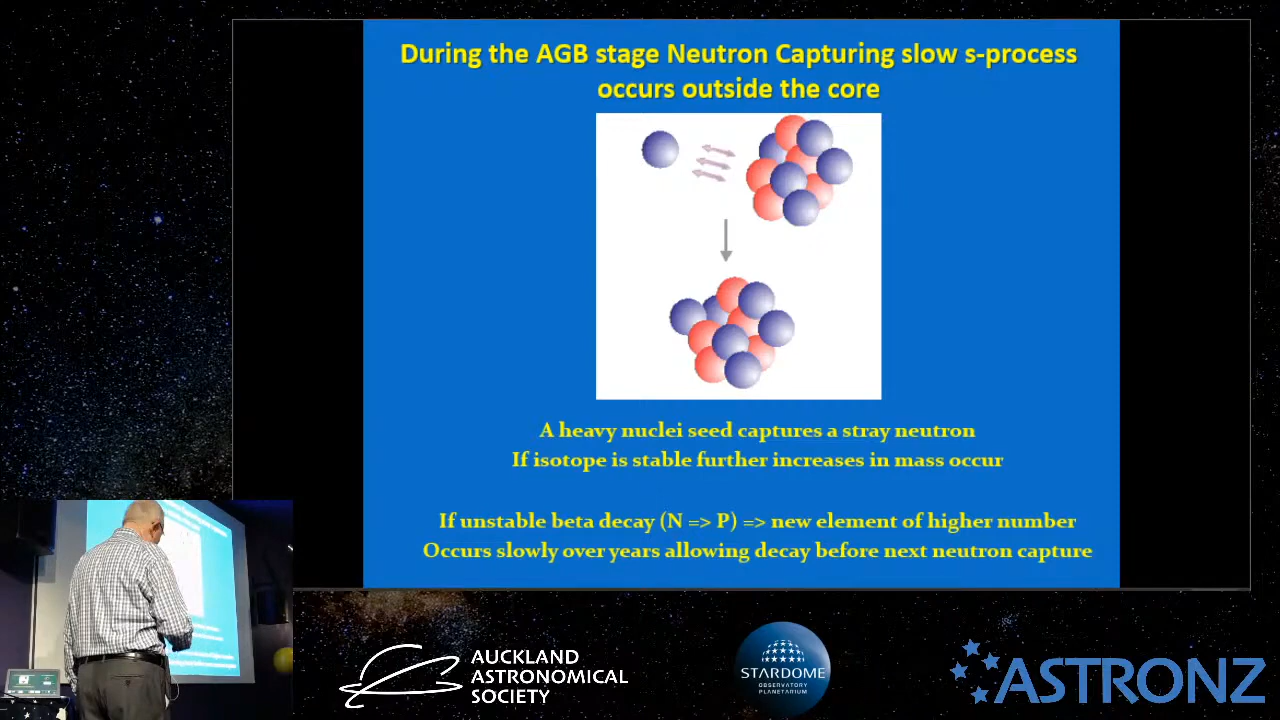 During the AGB stage Neutron Capturing slow s-process
occurs outside the core
A heavy nuclei seed captures a stray neutron
If isotope is stable further increases in mass occur
If unstable beta decay (N => P) => new element of higher number
Occurs slowly over years allowing decay before next neutron capture
AUCKLAND
ASTRONOMICAL
SOCIETY
STARDOME
OBSERVATORY
PLANETARIUM
ASTRONZ